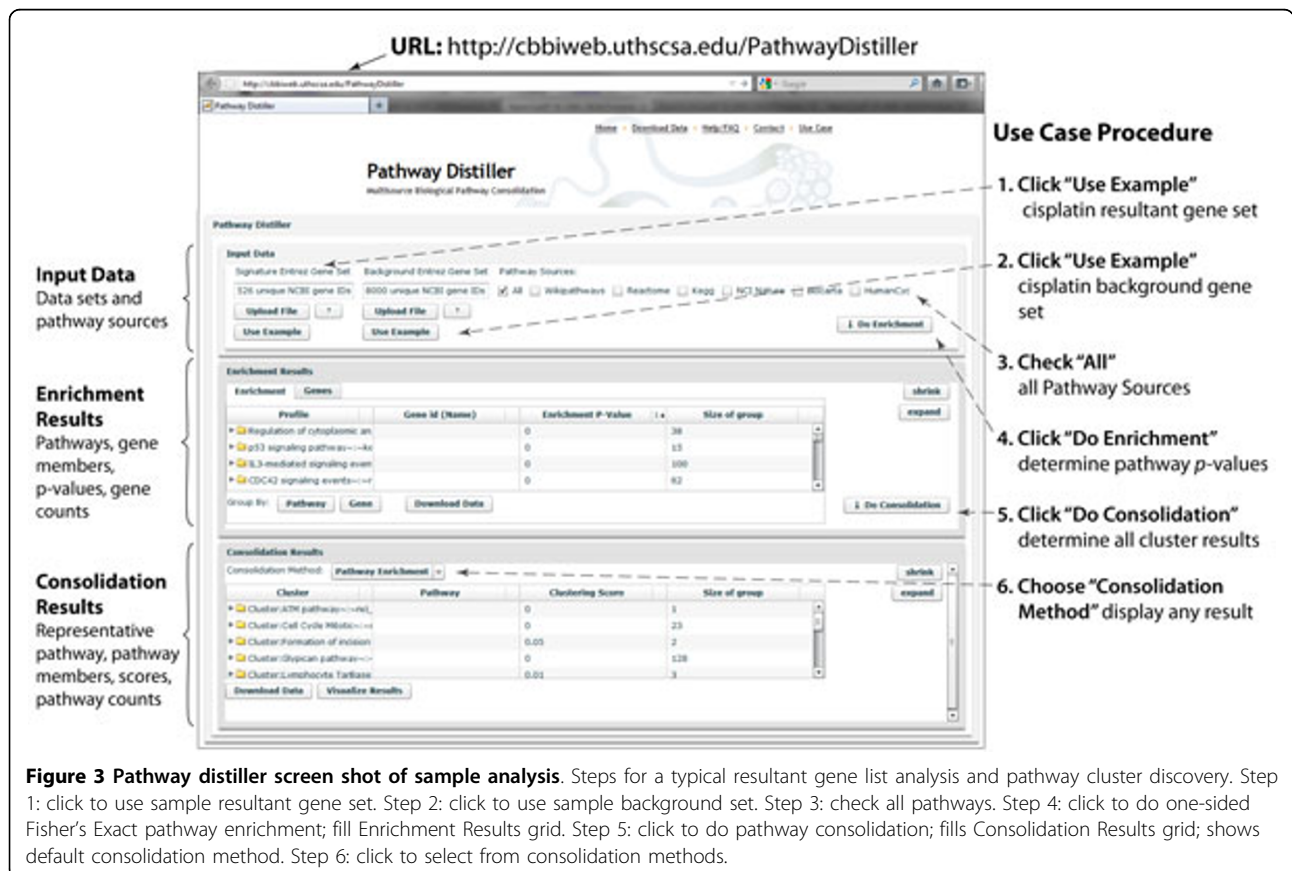 URL: http://cbbiweb.uthscsa.edu/PathwayDistiller
http://cbbiweb.uthscsa.edu/PathwayDistiller
Google
Pathway Distiller
Home • Download Data • Help/FAQ • Contact • Use Case
Pathway Distiller
Multisource Biological Pathway Consolidation
Pathway Distiller
Input Data
Data sets and
pathway sources
Input Data
Signature Entrez Gene Set Background Entrez Gene Set Pathway Sources:
526 unique NCBI gene IDs 8000 unique NCBI gene IDs All Wikipathways Reactome Kegg NCI Nature HumanCyc
Upload File ? Upload File ?
Use Example Use Example
Do Enrichment
Enrichment
Results
Pathways, gene
members,
p-values, gene
counts
Enrichment Results
Enrichment Genes
shrink
expand
Profile Gene id (Name) Enrichment P-Value Size of group
Regulation of cytoplasmic an 0 38
p53 signaling pathway-:-ke 0 15
IL3-mediated signaling even 0 100
CDC42 signaling events-:-r 0 62
Group By: Pathway Gene Download Data
Do Consolidation
Consolidation
Results
Representative
pathway, pathway
members, scores,
pathway counts
Consolidation Results
Consolidation Method: Pathway Enrichment
shrink
expand
Cluster Pathway Clustering Score Size of group
Cluster:ATM pathway-:-nci_ 0 1
Cluster:Cell Cycle Mitotic-:- 0 23
Cluster:Formation of incision 0.05 2
Cluster:Glypican pathway-:- 0 128
Cluster:Lymphocyte 0.01 3
Download Data Visualize Results
Use Case Procedure
1. Click "Use Example"
cisplatin resultant gene set
2. Click "Use Example"
cisplatin background gene
set
3. Check "All"
all Pathway Sources
4. Click "Do Enrichment"
determine pathway p-values
5. Click "Do Consolidation"
determine all cluster results
6. Choose "Consolidation
Method" display any result
Figure 3 Pathway distiller screen shot of sample analysis. Steps for a typical resultant gene list analysis and pathway cluster discovery. Step
1: click to use sample resultant gene set. Step 2: click to use sample background set. Step 3: check all pathways. Step 4: click to do one-sided
Fisher's Exact pathway enrichment; fill Enrichment Results grid. Step 5: click to do pathway consolidation; fills Consolidation Results grid; shows
default consolidation method. Step 6: click to select from consolidation methods.